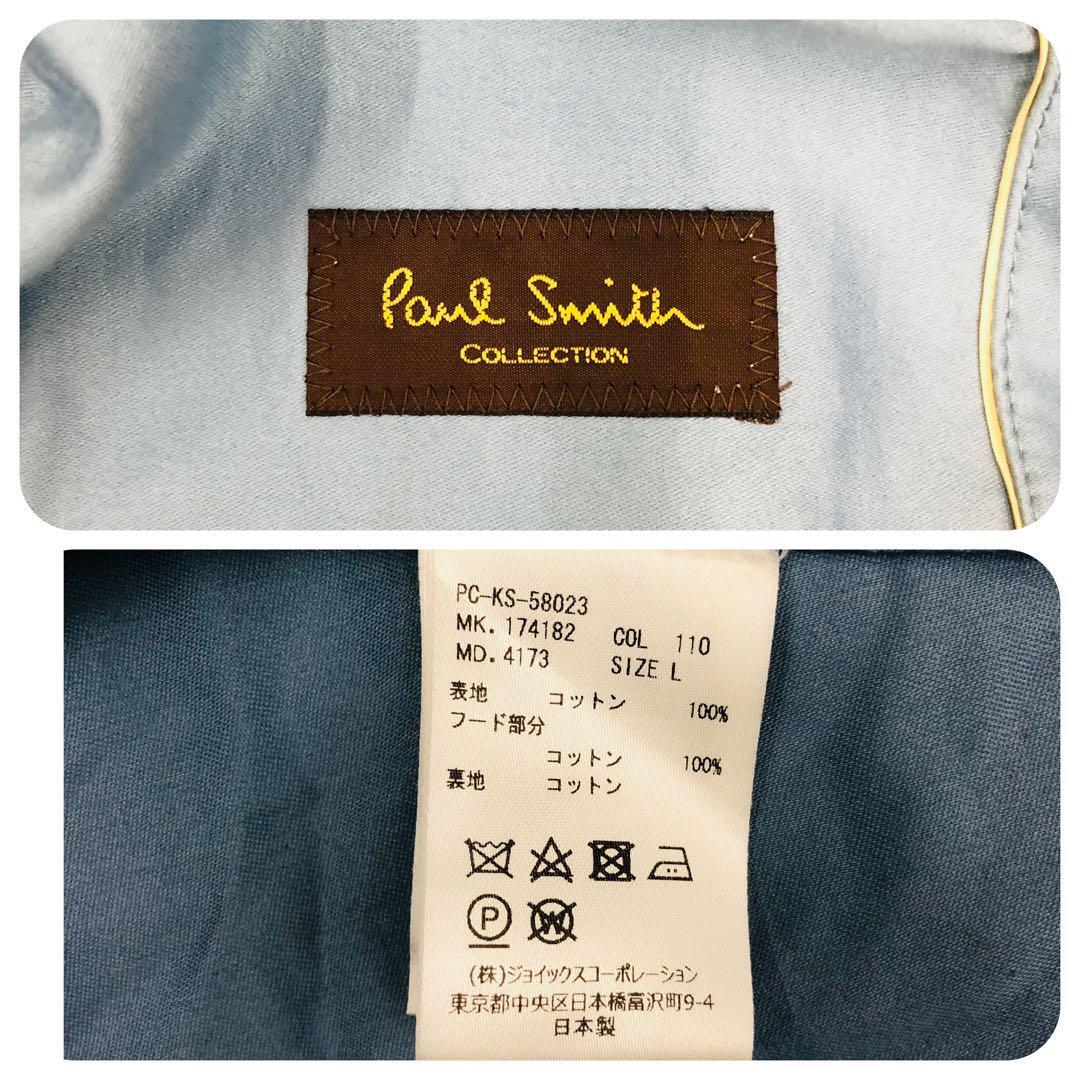 Paul Smith
COLLECTION
PC-KS-58023
MK. 174182 COL 110
MD. 4173 SIZE L
表地 コットン 100%
フード部分
コットン 100%
裏地 コットン
P
W
(株)ジョイックスコーポレーション
東京都中央区日本橋富沢町9-4
日本製